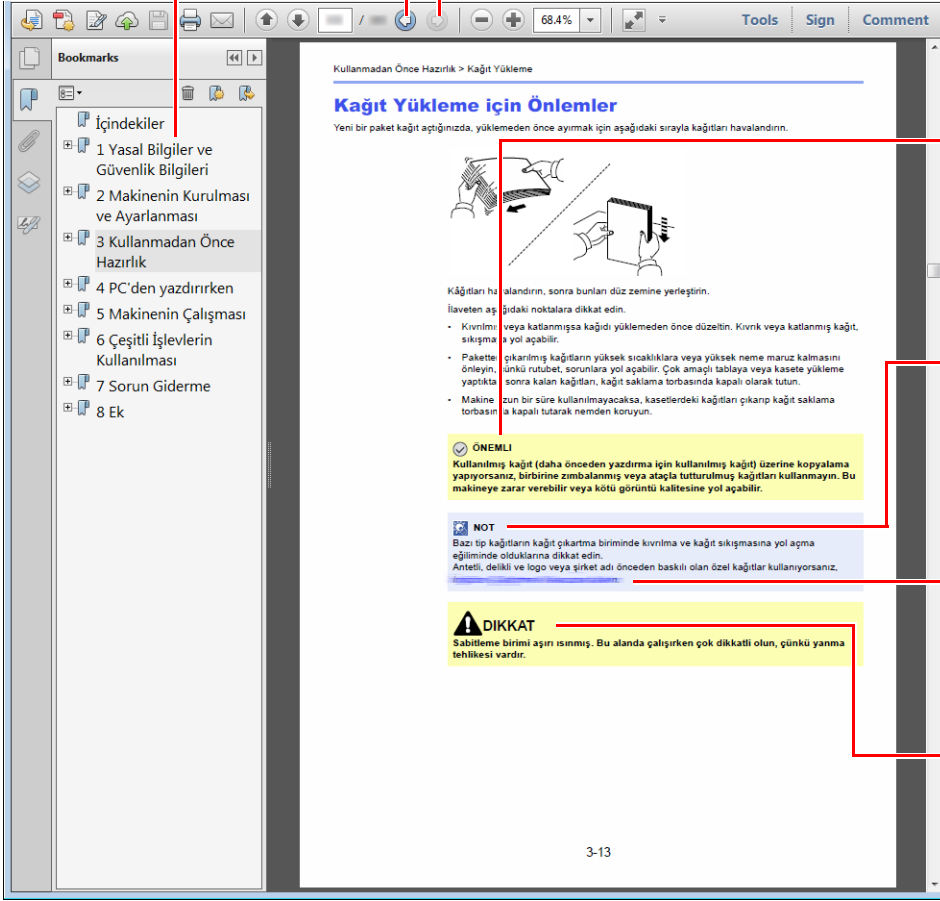 68.4%
Tools
Sign
Comment
Bookmarks
İçindekiler
1 Yasal Bilgiler ve
Güvenlik Bilgileri
2 Makinenin Kurulması
ve Ayarlanması
3 Kullanmadan Önce
Hazırlık
4 PC'den yazdırırken
5 Makinenin Çalışması
6 Çeşitli İşlevlerin
Kullanılması
7 Sorun Giderme
8 Ek
Kullanmadan Önce Hazırlık > Kağıt Yükleme
Kağıt Yükleme için Önlemler
Yeni bir paket kağıt açtığınızda, yüklemeden önce ayırmak için aşağıdaki sırayla kağıtları havalandırın.
Kâğıtları havalandırın, sonra bunları düz zemine yerleştirin.
İlaveten aşağıdaki noktalara dikkat edin.
• Kıvrılmış veya katlanmışsa kağıdı yüklemeden önce düzeltin. Kıvrık veya katlanmış kağıt,
sıkışmaya yol açabilir.
• Paketten çıkarılmış kağıtların yüksek sıcaklıklara veya yüksek neme maruz kalmasını
önleyin, çünkü rutubet, sorunlara yol açabilir. Çok amaçlı tablaya veya kasete yükleme
yaptıktan sonra kalan kağıtları, kağıt saklama torbasında kapalı olarak tutun.
• Makine uzun bir süre kullanılmayacaksa, kasetlerdeki kağıtları çıkarıp kağıt saklama
torbasında kapalı tutarak nemden koruyun.
ÖNEMLI
Kullanılmış kağıt (daha önceden yazdırma için kullanılmış kağıt) üzerine kopyalama
yapıyorsanız, birbirine zımbalanmış veya ataçla tutturulmuş kağıtları kullanmayın. Bu
makineye zarar verebilir veya kötü görüntü kalitesine yol açabilir.
NOT
Bazı tip kağıtların kağıt çıkartma biriminde kıvrılma ve kağıt sıkışmasına yol açma
eğiliminde olduklarına dikkat edin.
Antetli, delikli ve logo veya şirket adı önceden baskılı olan özel kağıtlar kullanıyorsanız,
DIKKAT
Sabitleme birimi aşırı ısınmış. Bu alanda çalışırken çok dikkatli olun, çünkü yanma
tehlikesi vardır.
3-13